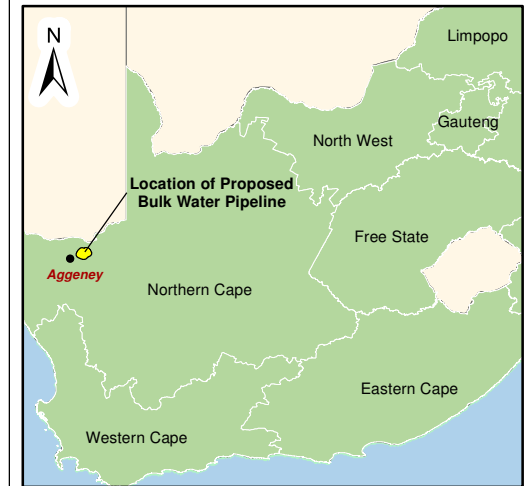 N
Limpopo
Gauteng
North West
Location of Proposed
Bulk Water Pipeline
Free State
Aggeney
Northern Cape
Eastern Cape
Western Cape